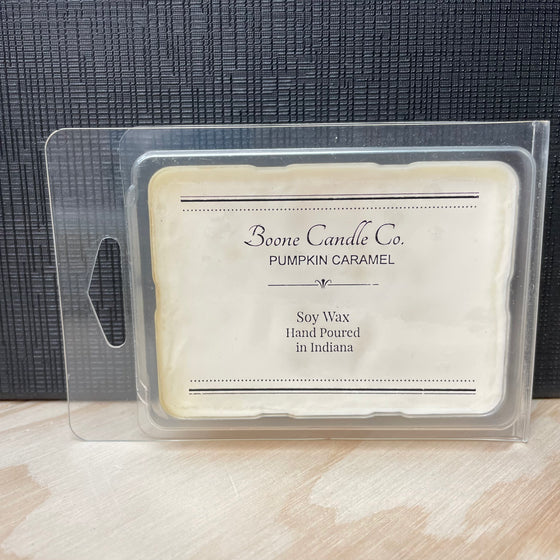 Boone Candle Co.
PUMPKIN CARAMEL
Soy Wax
Hand Poured
in Indiana